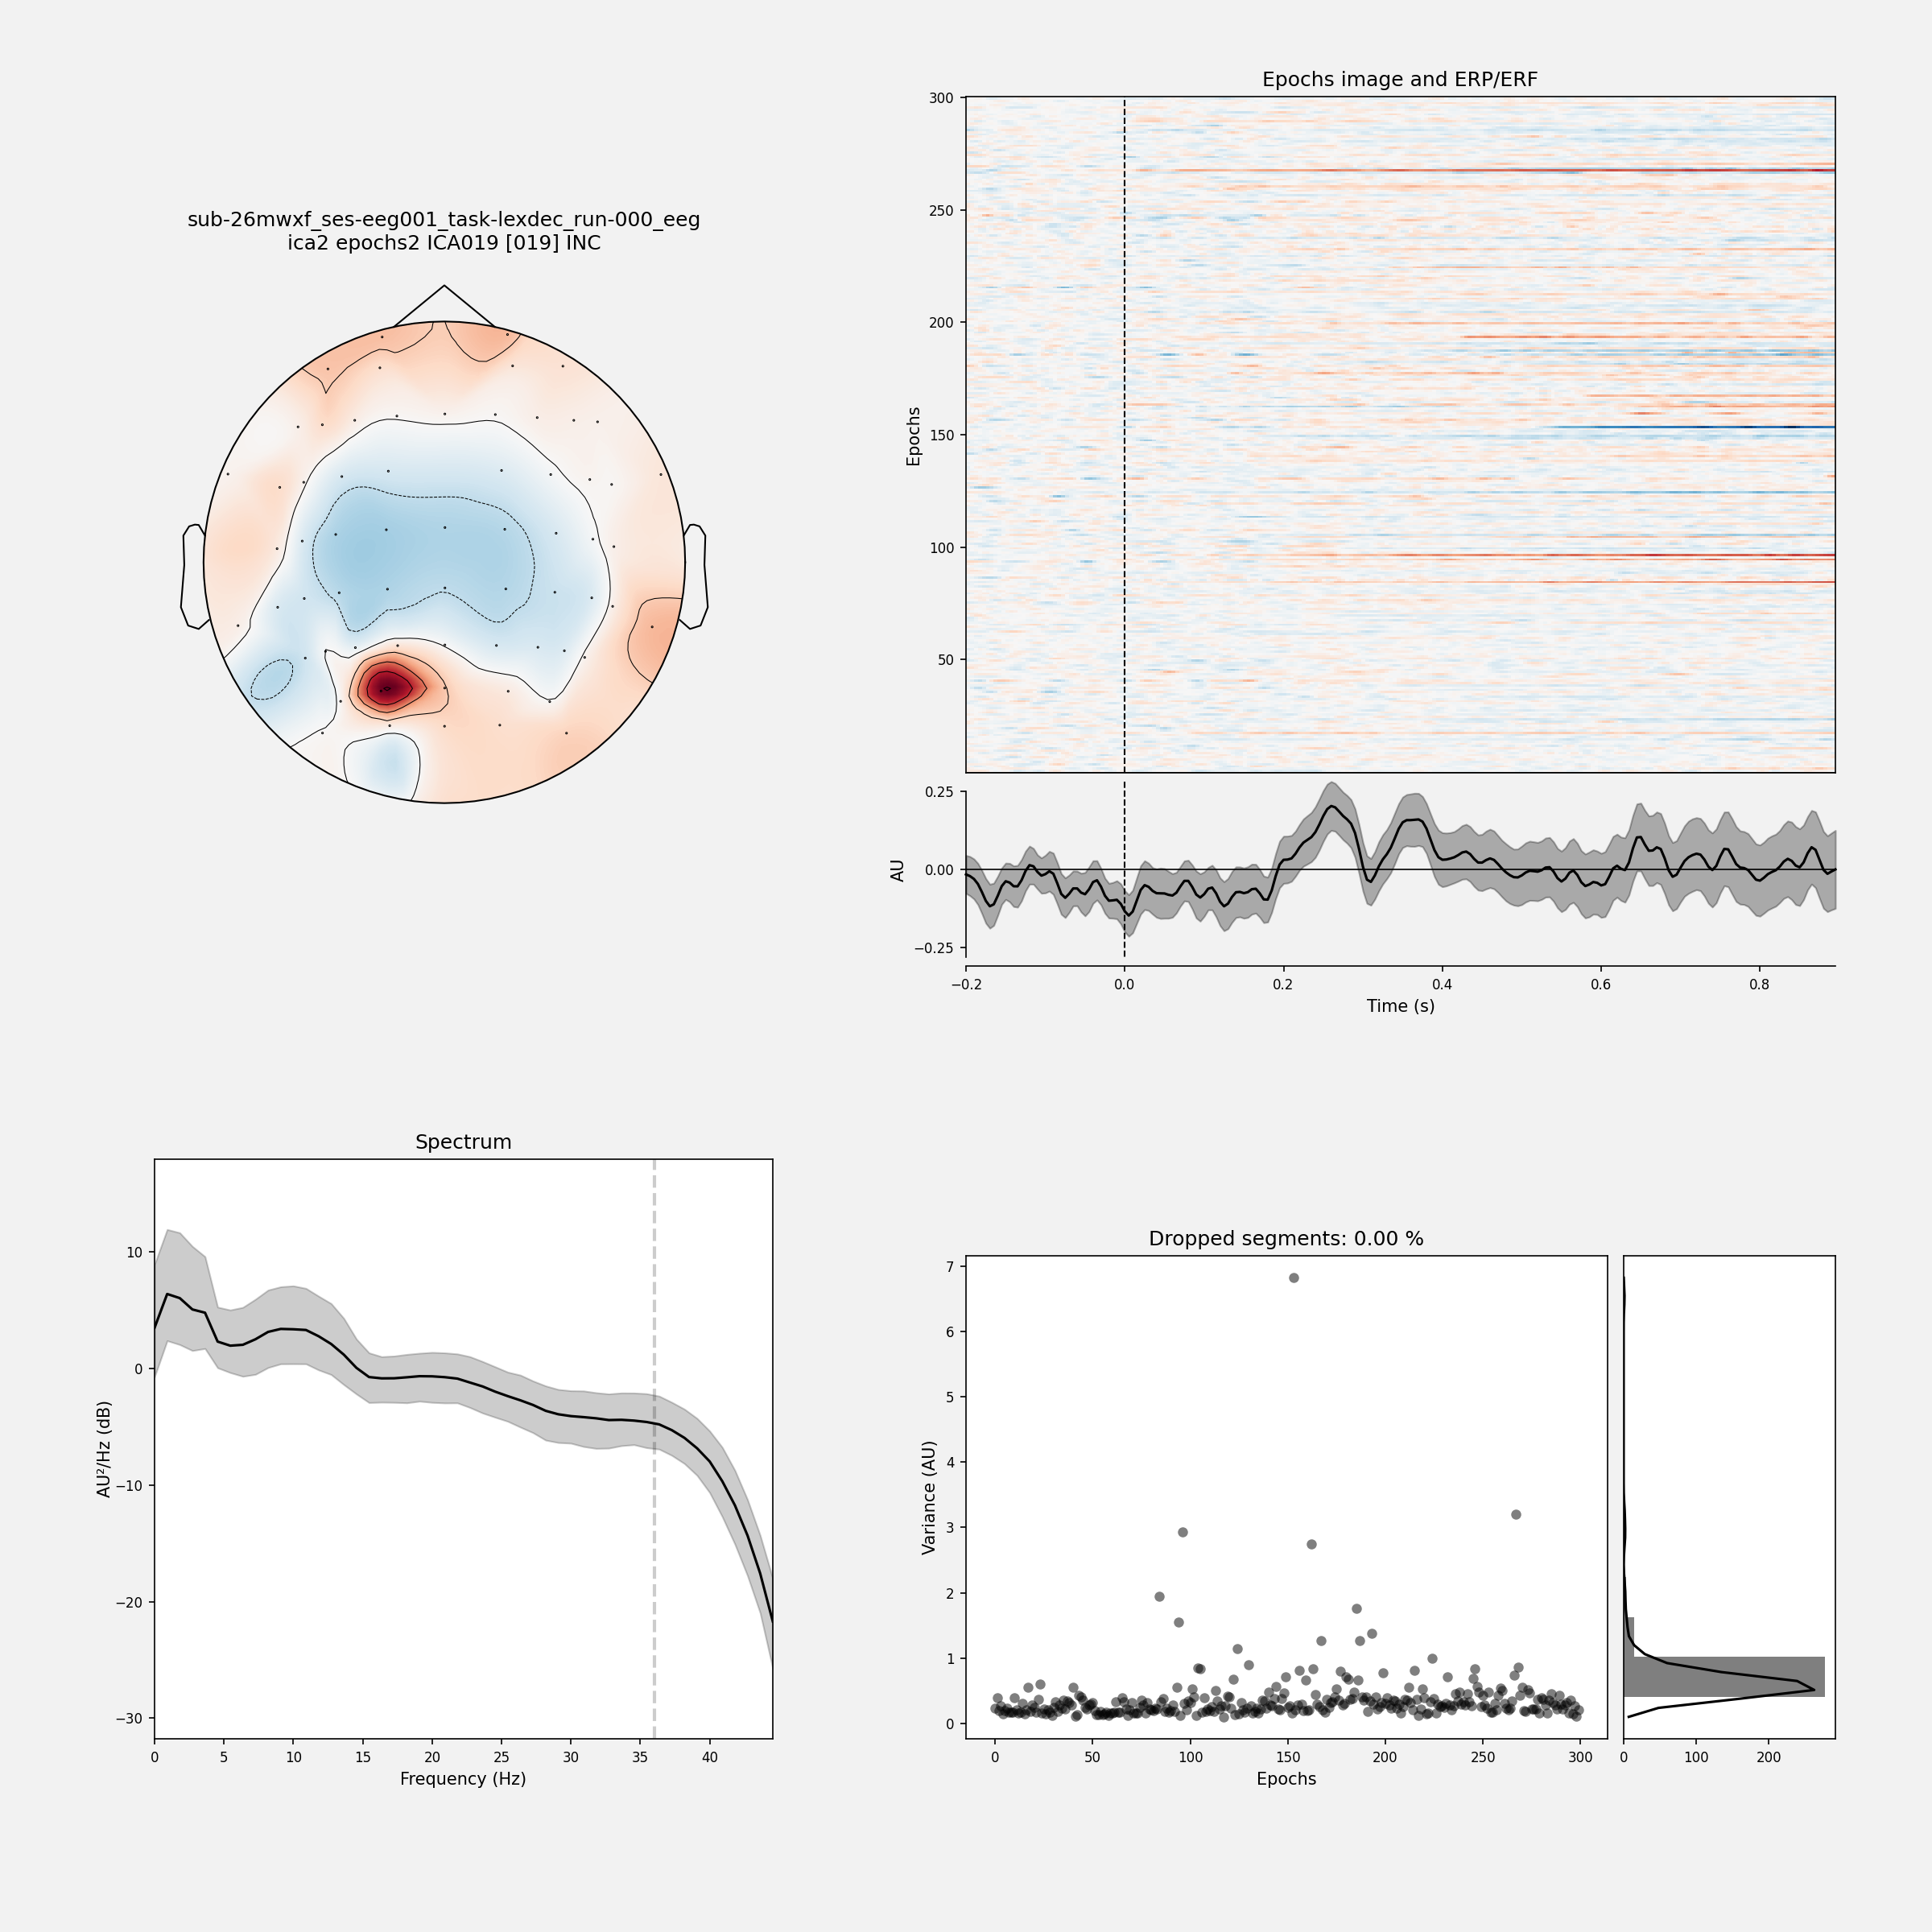 sub-26mwxf_ses-eeg001_task-lexdec_run-000_eeg
ica2 epochs2 ICA019 [019] INC
Epochs image and ERP/ERF
300
250
200
150
100
50
Epochs
0.25
0.00
−0.25
AU
−0.2 0.0 0.2 0.4 0.6 0.8
Time (s)
Spectrum
10
0
−10
−20
−30
AU²/Hz (dB)
0 5 10 15 20 25 30 35 40
Frequency (Hz)
Dropped segments: 0.00 %
7
6
5
4
3
2
1
0
Variance (AU)
0 50 100 150 200 250 300
Epochs
0 100 200